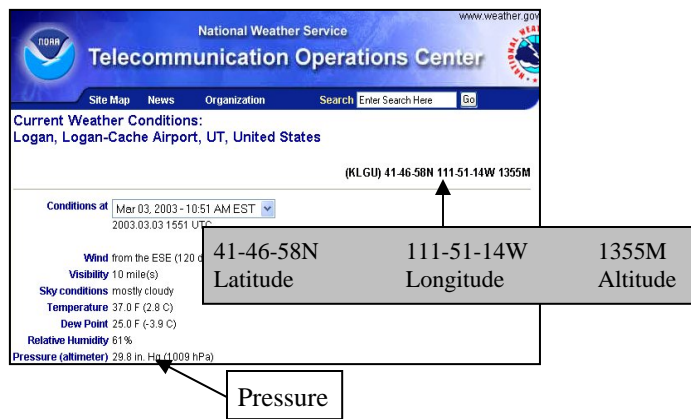 www.weather.gov
NOAA
National Weather Service
Telecommunication Operations Center
Site Map News Organization Search Enter Search Here Go
Current Weather Conditions:
Logan, Logan-Cache Airport, UT, United States
(KLGU) 41-46-58N 111-51-14W 1355M
Conditions at Mar 03, 2003 - 10:51 AM EST
2003.03.03 1551 UTC
Wind from the ESE (120 d
Visibility 10 mile(s)
Sky conditions mostly cloudy
Temperature 37.0 F (2.8 C)
Dew Point 25.0 F (-3.9 C)
Relative Humidity 61%
Pressure (altimeter) 29.8 in. Hg (1009 hPa)
41-46-58N 111-51-14W 1355M
Latitude Longitude Altitude
Pressure